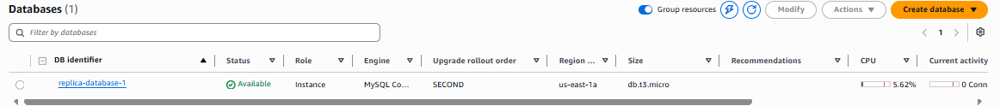 Databases (1)
Group resources
Modify
Actions
Create database
Filter by databases
1
DB identifier Status Role Engine Upgrade rollout order Region ... Size Recommendations CPU Current activity
replica-database-1 Available Instance MySQL Co... SECOND us-east-1a db.t3.micro 5.62% 0 Conn